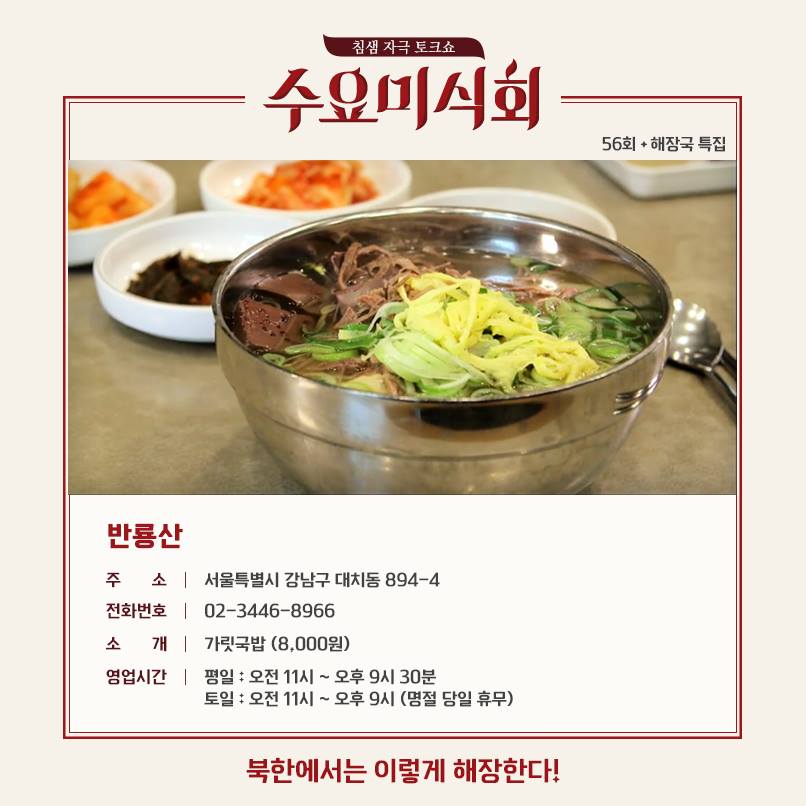 침샘 자극 토크쇼
수요미식회
56회 + 해장국 특집
반룡산
주 소 | 서울특별시 강남구 대치동 894-4
전화번호 | 02-3446-8966
소 개 | 가릿국밥 (8,000원)
영업시간 | 평일 : 오전 11시 ~ 오후 9시 30분
토일 : 오전 11시 ~ 오후 9시 (명절 당일 휴무)
북한에서는 이렇게 해장한다!